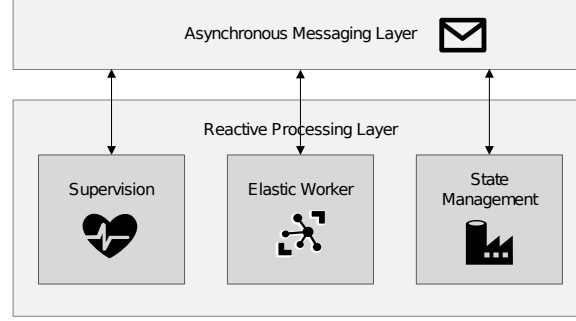 Asynchronous Messaging Layer
Reactive Processing Layer
Supervision
Elastic Worker
State
Management